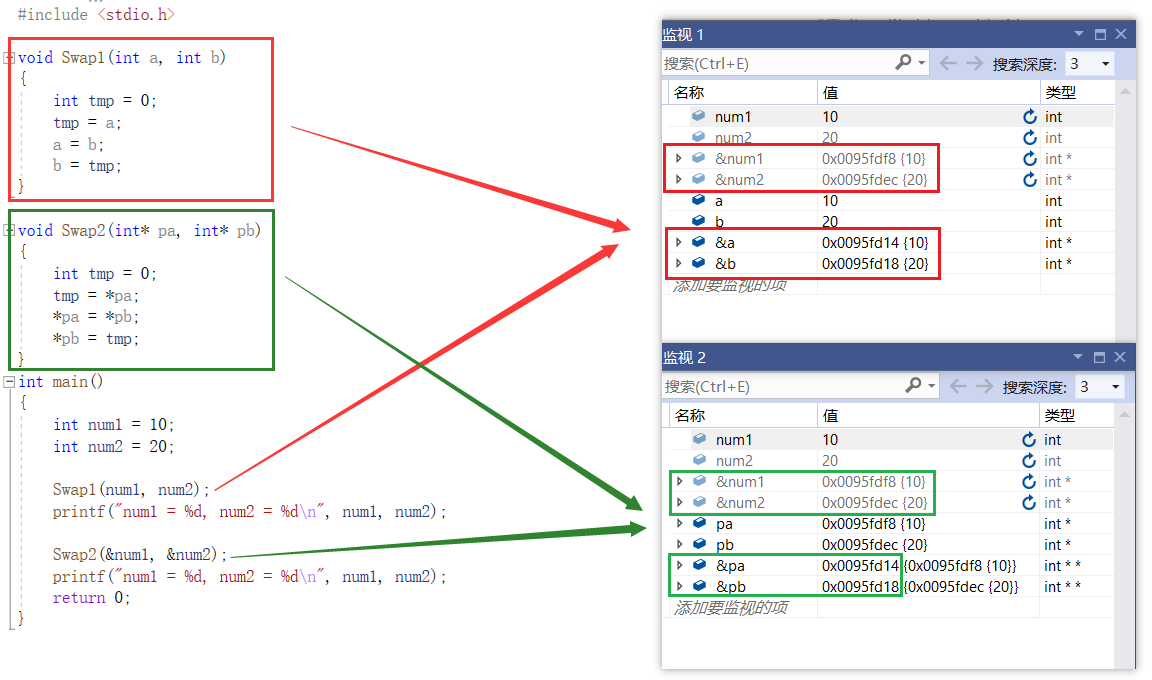 #include <stdio.h>
void Swap1(int a, int b)
{
int tmp = 0;
tmp = a;
a = b;
b = tmp;
}
void Swap2(int* pa, int* pb)
{
int tmp = 0;
tmp = *pa;
*pa = *pb;
*pb = tmp;
}
int main()
{
int num1 = 10;
int num2 = 20;
Swap1(num1, num2);
printf("num1 = %d, num2 = %d\n", num1, num2);
Swap2(&num1, &num2);
printf("num1 = %d, num2 = %d\n", num1, num2);
return 0;
}
监视 1
搜索(Ctrl+E) 搜索深度: 3
名称 值 类型
num1 10 int
num2 20 int
&num1 0x0095fdf8 {10} int *
&num2 0x0095fdec {20} int *
a 10 int
b 20 int
&a 0x0095fd14 {10} int *
&b 0x0095fd18 {20} int *
添加要监视的项
监视 2
搜索(Ctrl+E) 搜索深度: 3
名称 值 类型
num1 10 int
num2 20 int
&num1 0x0095fdf8 {10} int *
&num2 0x0095fdec {20} int *
pa 0x0095fdf8 {10} int *
pb 0x0095fdec {20} int *
&pa 0x0095fd14 {0x0095fdf8 {10}} int * *
&pb 0x0095fd18 {0x0095fdec {20}} int * *
添加要监视的项